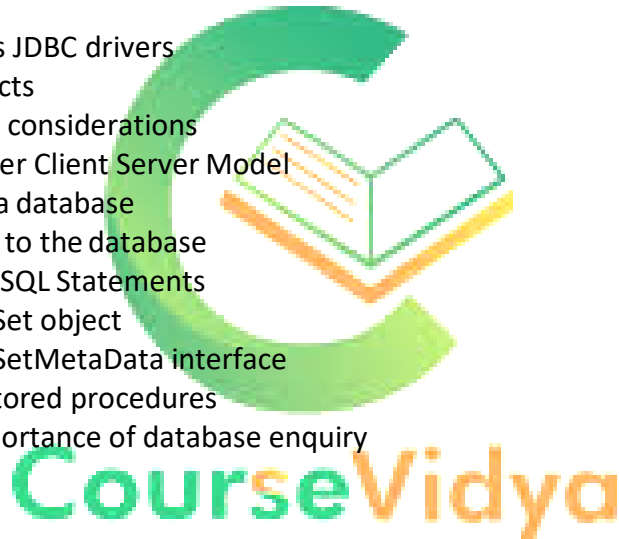 s JDBC drivers
cts
considerations
er Client Server Model
a database
to the database
SQL Statements
Set object
SetMetaData interface
tored procedures
ortance of database enquiry
CourseVidya